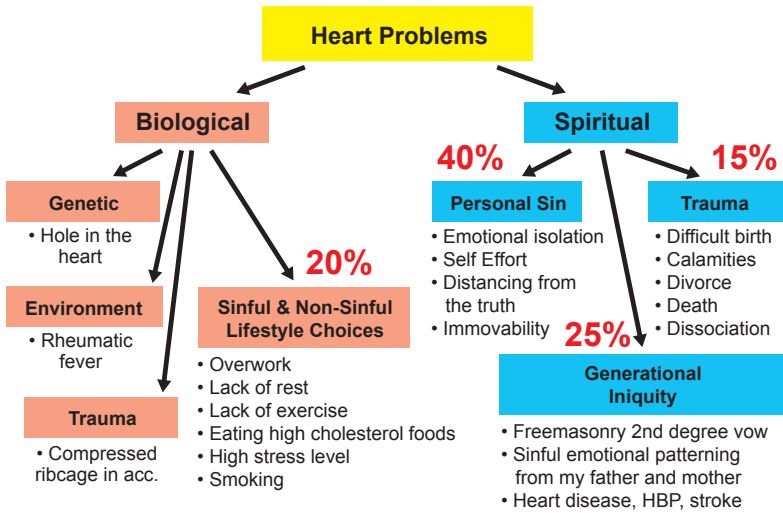 Heart Problems
Biological
Genetic
• Hole in the
heart
Environment
• Rheumatic
fever
Trauma
• Compressed
ribcage in acc.
20%
Sinful & Non-Sinful
Lifestyle Choices
• Overwork
• Lack of rest
• Lack of exercise
• Eating high cholesterol foods
• High stress level
• Smoking
Spiritual
40%
Personal Sin
• Emotional isolation
• Self Effort
• Distancing from
the truth
• Immovability
15%
Trauma
• Difficult birth
• Calamities
• Divorce
• Death
• Dissociation
25%
Generational
Iniquity
• Freemasonry 2nd degree vow
• Sinful emotional patterning
from my father and mother
• Heart disease, HBP, stroke